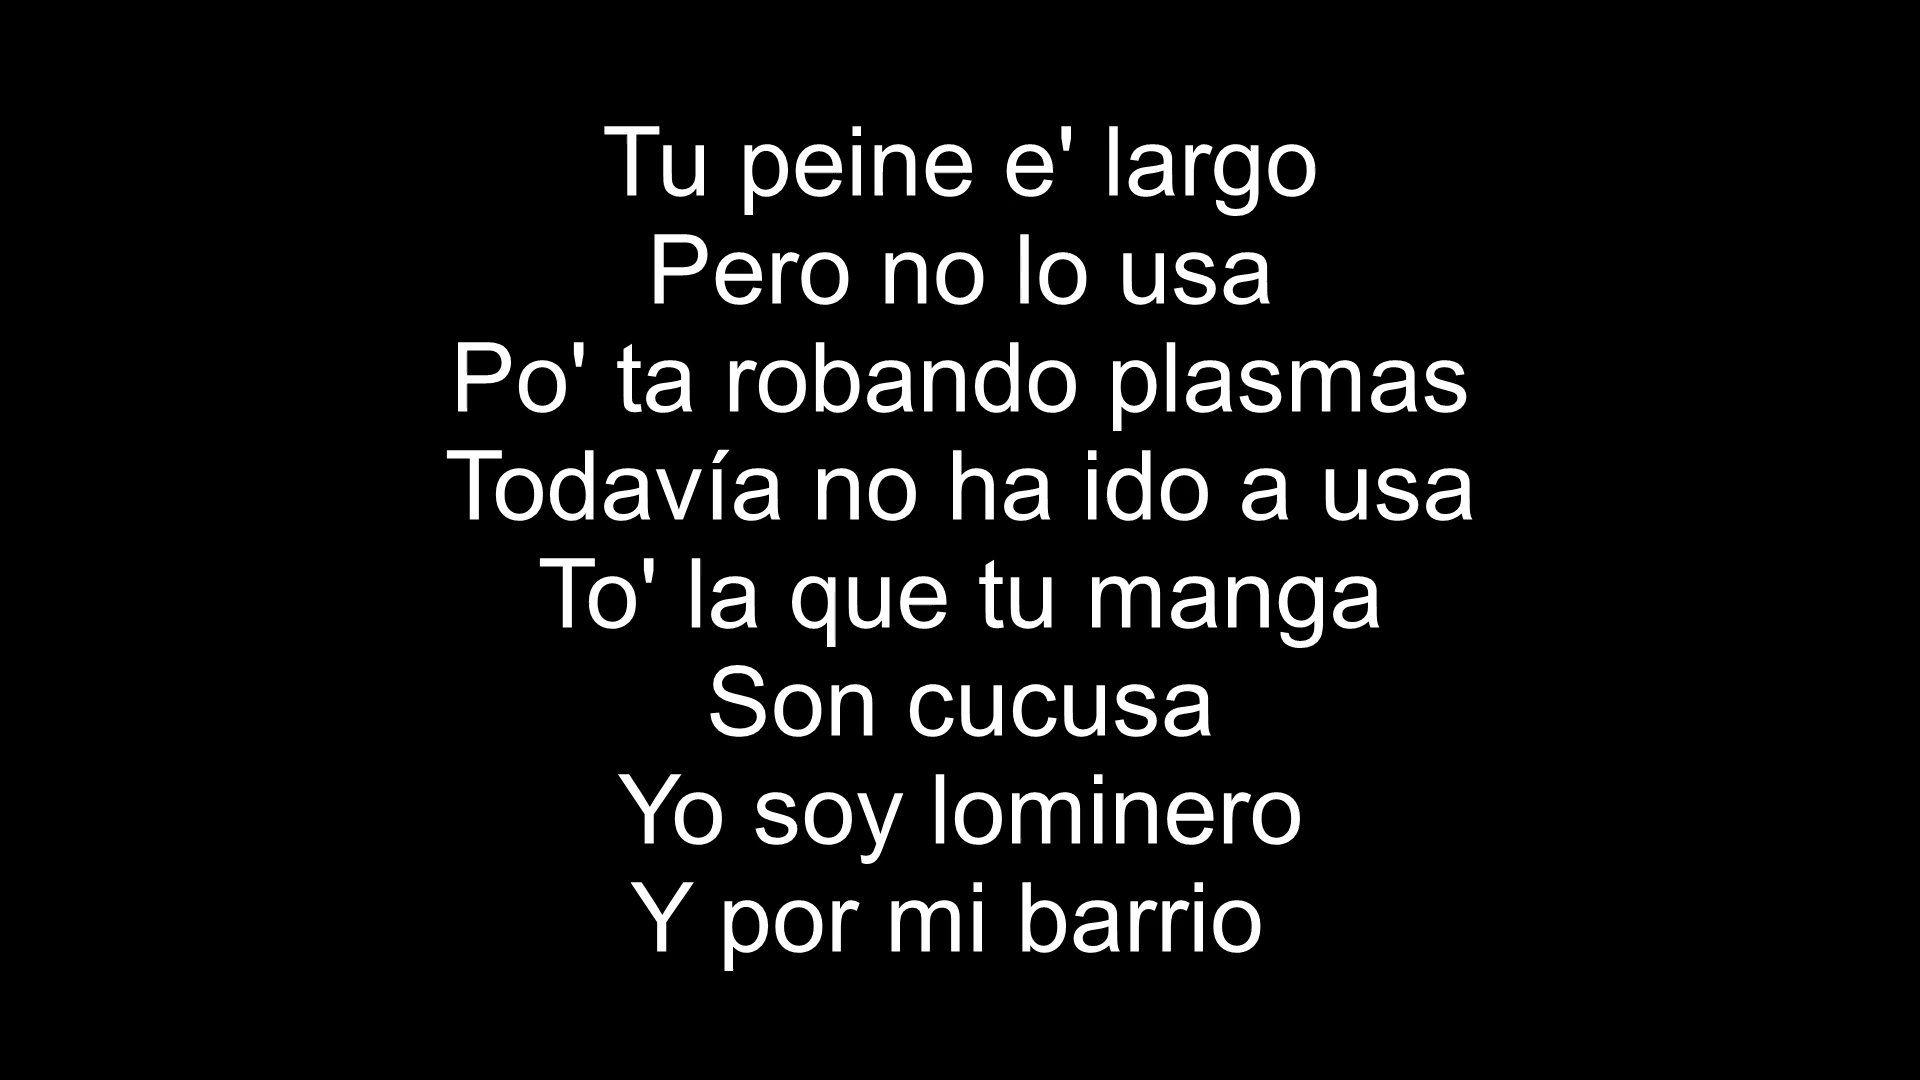 Tu peine e' largo
Pero no lo usa
Po' ta robando plasmas
Todavía no ha ido a usa
To' la que tu manga
Son cucusa
Yo soy lominero
Y por mi barrio